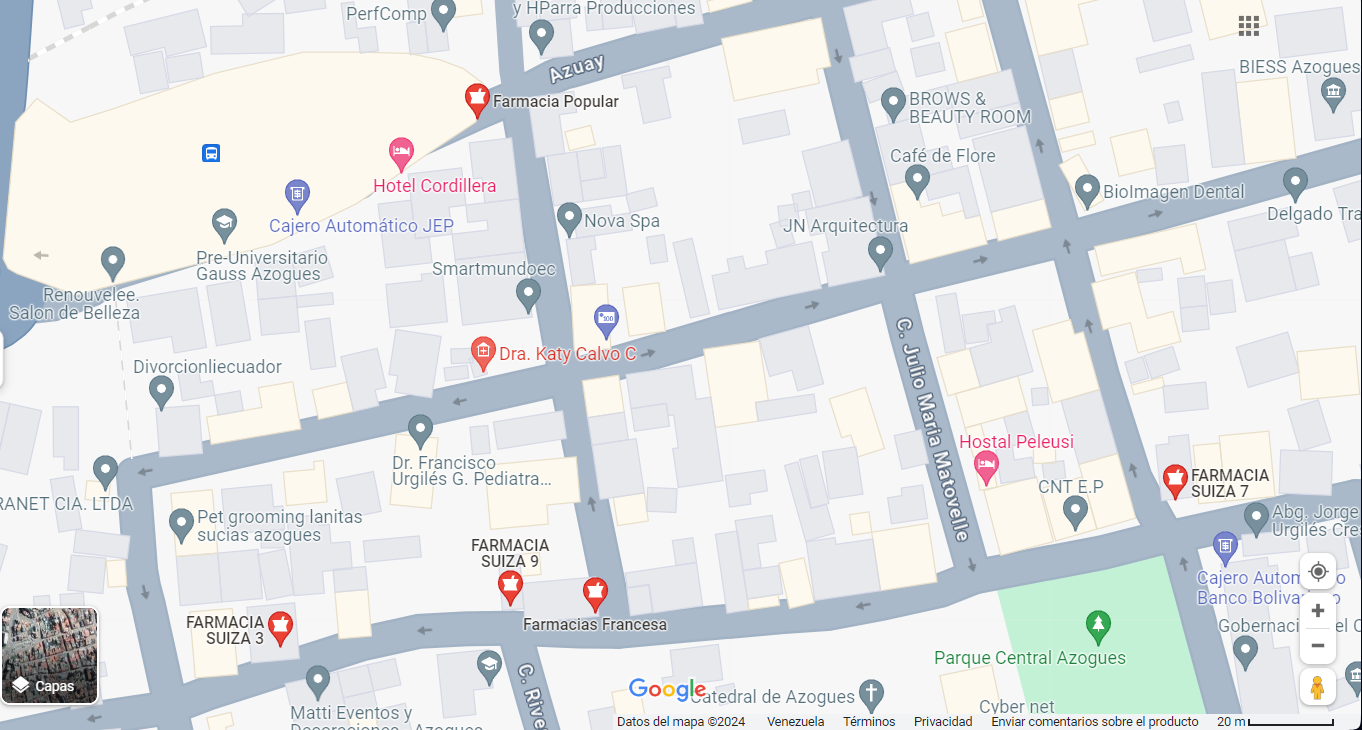 y HParra Producciones
PerfComp
Azuay
BIESS Azogues
Farmacia Popular
BROWS &
BEAUTY ROOM
Café de Flore
Hotel Cordillera
BioImagen Dental
Delgado Tra
Cajero Automático JEP
Nova Spa
JN Arquitectura
Pre-Universitario
Gauss Azogues
Smartmundoec
Renouvelee.
Salon de Belleza
Dra. Katy Calvo C
Divorcionliecuador
C. Julio María Matovelle
Hostal Peleusi
Dr. Francisco
Urgilés G. Pediatra...
FARMACIA
SUIZA 7
CNT E.P
RANET CIA. LTDA
Pet grooming lanitas
sucias azogues
Abg. Jorge
Urgilés Cre
FARMACIA
SUIZA 9
Cajero Autom
Banco Bolivariano
FARMACIA
SUIZA 3
Farmacias Francesa
Gobernació
Parque Central Azogues
Capas
C. Rive
Google
Catedral de Azogues
Matti Eventos y
Decoraciones
Azogues
Cyber net
Datos del mapa ©2024
Venezuela
Términos
Privacidad
Enviar comentarios sobre el producto
20 m